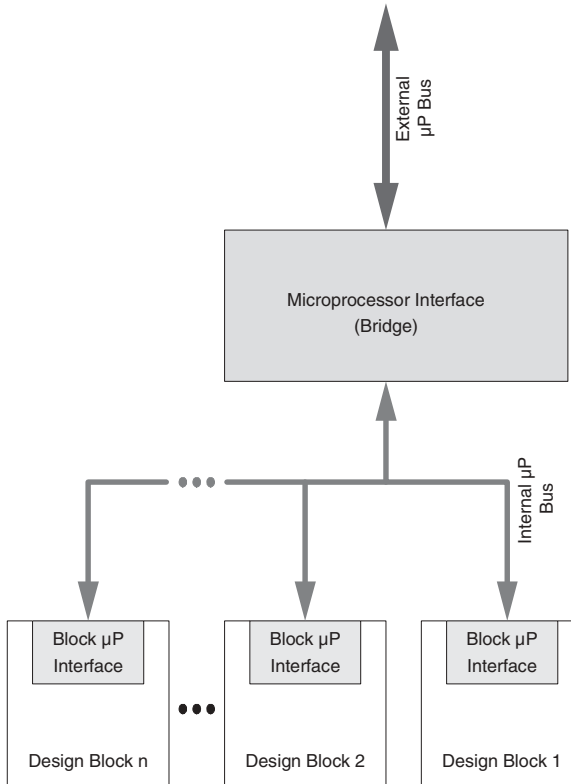 External
µP Bus
Microprocessor Interface
(Bridge)
Internal µP
Bus
Block µP
Interface
Block µP
Interface
Block µP
Interface
Design Block n
Design Block 2
Design Block 1